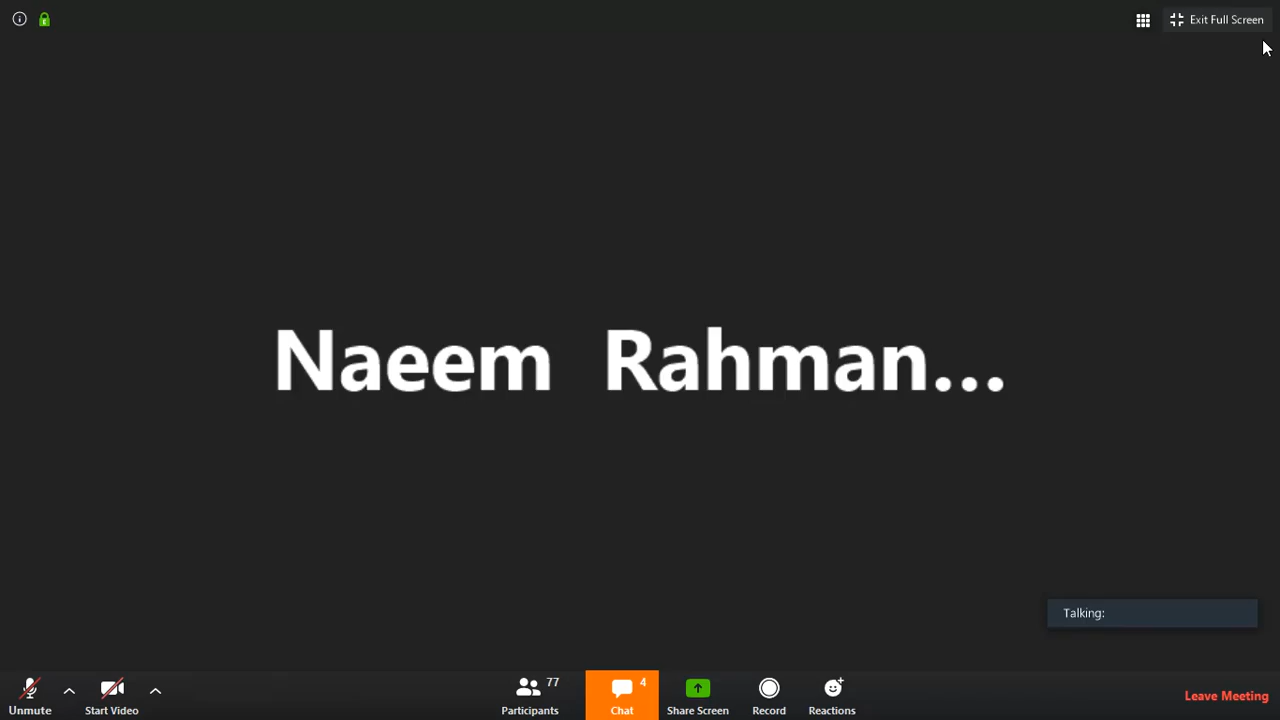 Exit Full Screen
Naeem Rahman...
Talking:
77
4
Unmute
Start Video
Participants
Chat
Share Screen
Record
Reactions
Leave Meeting